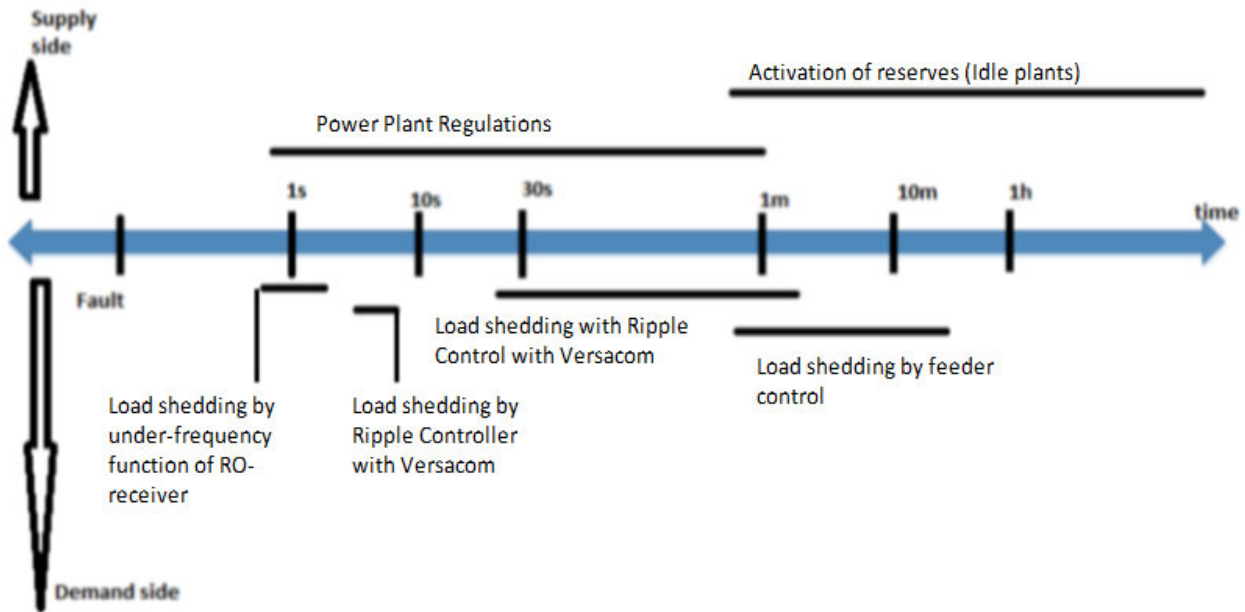 Supply
side
Activation of reserves (Idle plants)
Power Plant Regulations
1s
10s
30s
1m
10m
1h
time
Fault
Load shedding by
under-frequency
function of RO-
receiver
Load shedding by
Ripple Controller
with Versacom
Load shedding with Ripple
Control with Versacom
Load shedding by feeder
control
Demand side